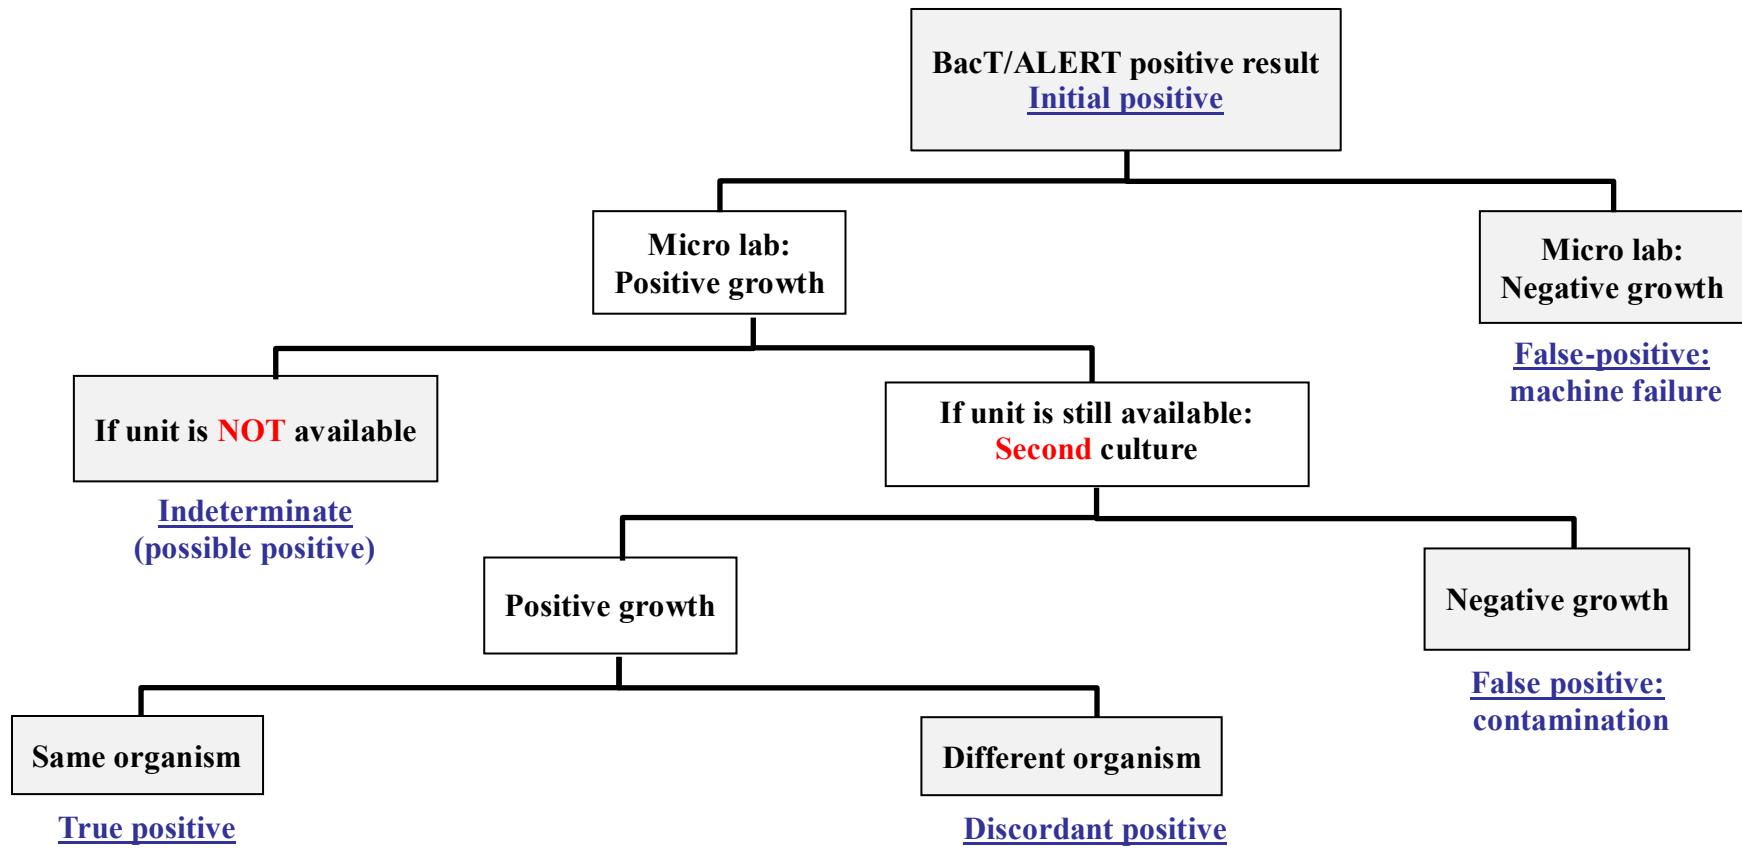 BacT/ALERT positive result
Initial positive
Micro lab:
Positive growth
Micro lab:
Negative growth
False-positive:
machine failure
If unit is NOT available
Indeterminate
(possible positive)
If unit is still available:
Second culture
Positive growth
Negative growth
False positive:
contamination
Same organism
True positive
Different organism
Discordant positive